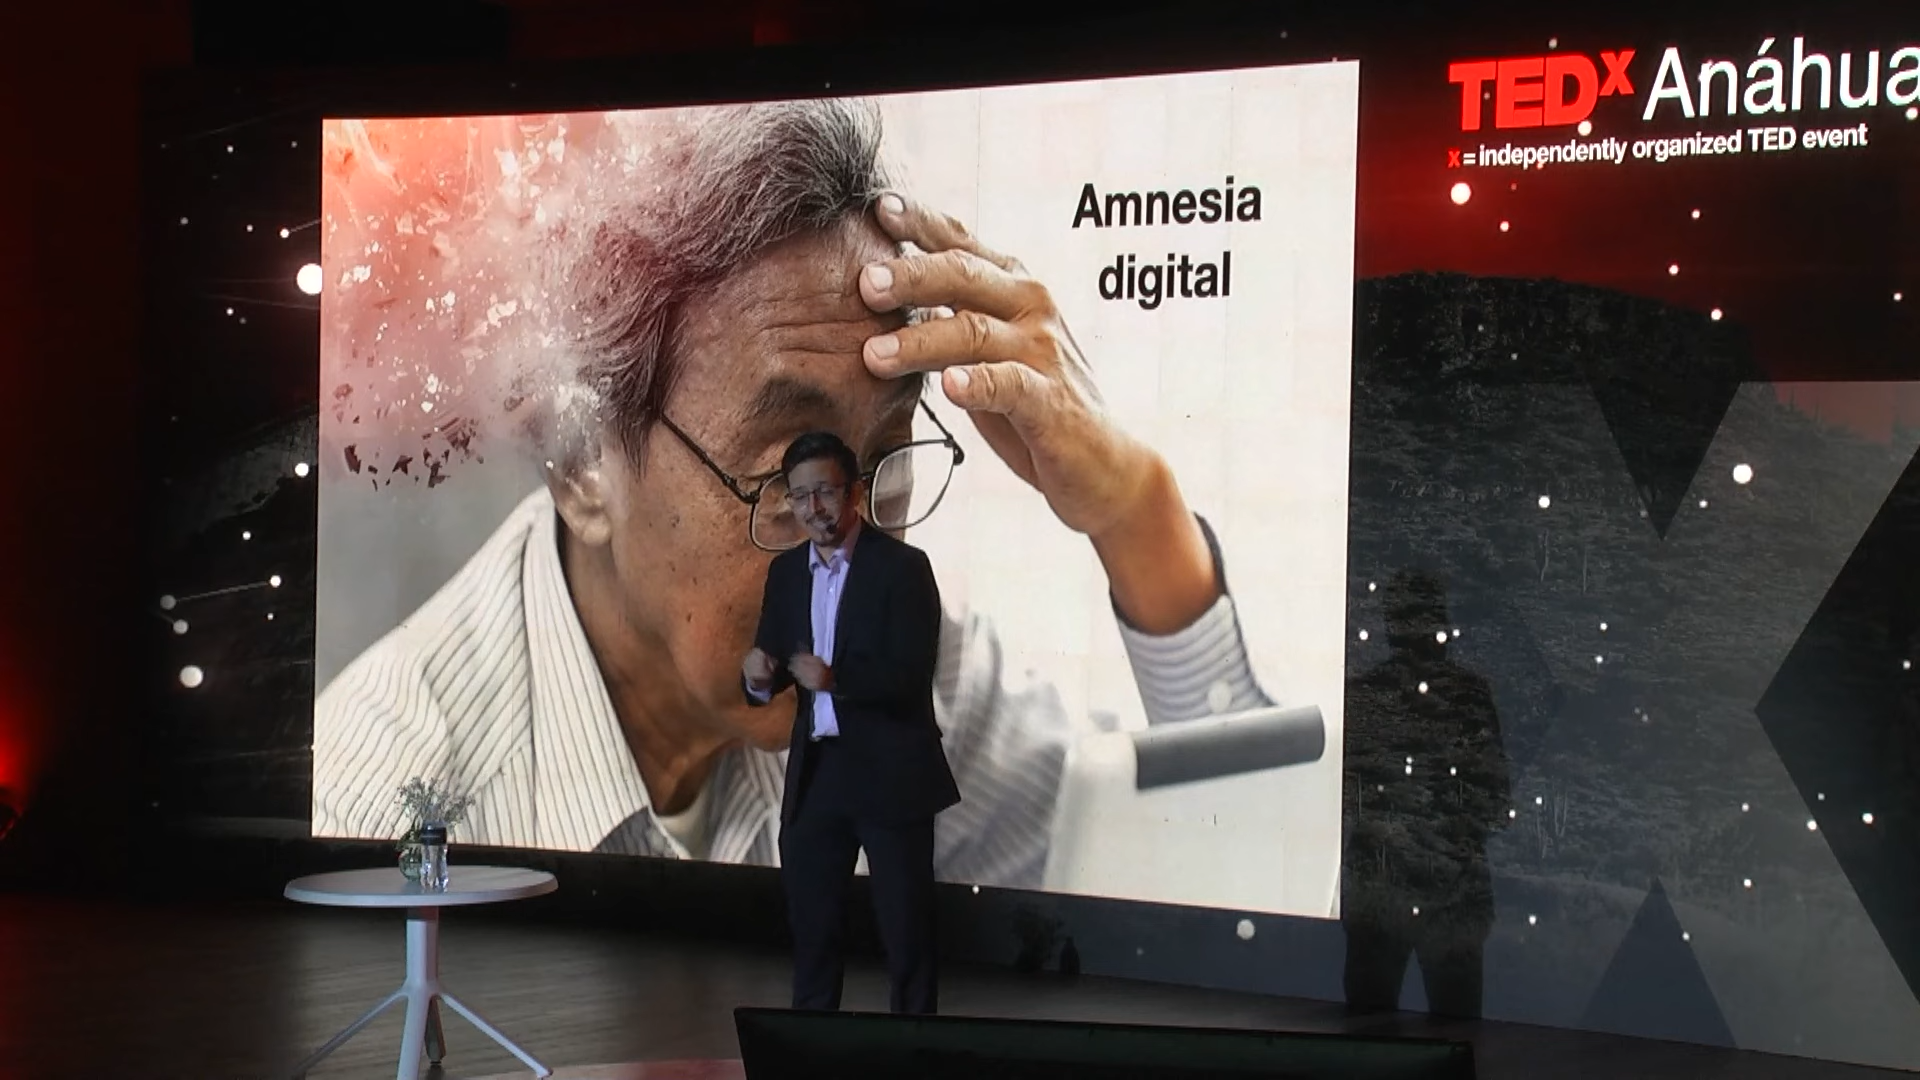 TEDx Anáhua
x = independently organized TED event
Amnesia
digital